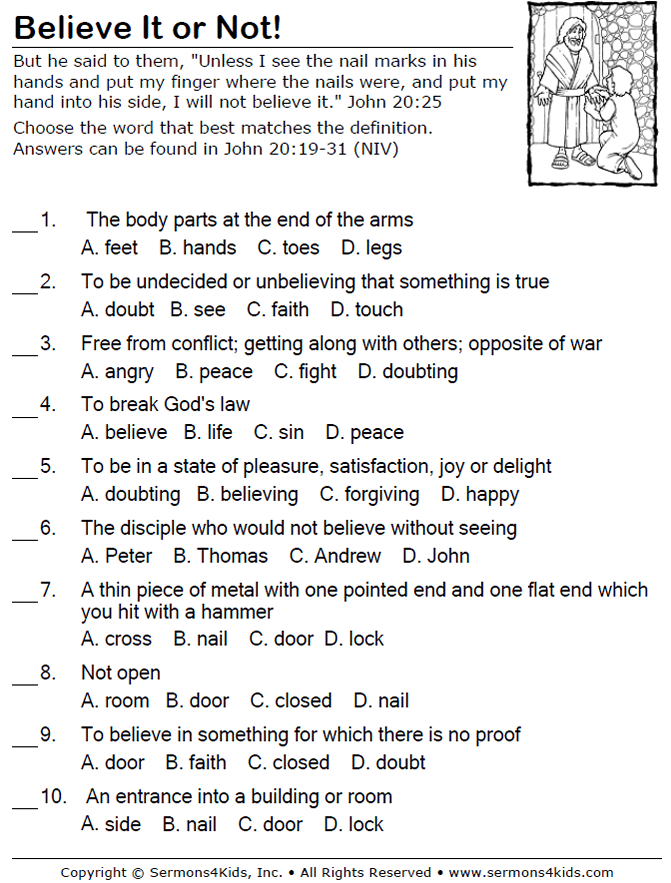 Believe It or Not!
But he said to them, "Unless I see the nail marks in his
hands and put my finger where the nails were, and put my
hand into his side, I will not believe it." John 20:25
Choose the word that best matches the definition.
Answers can be found in John 20:19-31 (NIV)
___1. The body parts at the end of the arms
A. feet B. hands C. toes D. legs
___2. To be undecided or unbelieving that something is true
A. doubt B. see C. faith D. touch
___3. Free from conflict; getting along with others; opposite of war
A. angry B. peace C. fight D. doubting
___4. To break God's law
A. believe B. life C. sin D. peace
___5. To be in a state of pleasure, satisfaction, joy or delight
A. doubting B. believing C. forgiving D. happy
___6. The disciple who would not believe without seeing
A. Peter B. Thomas C. Andrew D. John
___7. A thin piece of metal with one pointed end and one flat end which
you hit with a hammer
A. cross B. nail C. door D. lock
___8. Not open
A. room B. door C. closed D. nail
___9. To believe in something for which there is no proof
A. door B. faith C. closed D. doubt
___10. An entrance into a building or room
A. side B. nail C. door D. lock
Copyright © Sermons4Kids, Inc. • All Rights Reserved • www.sermons4kids.com